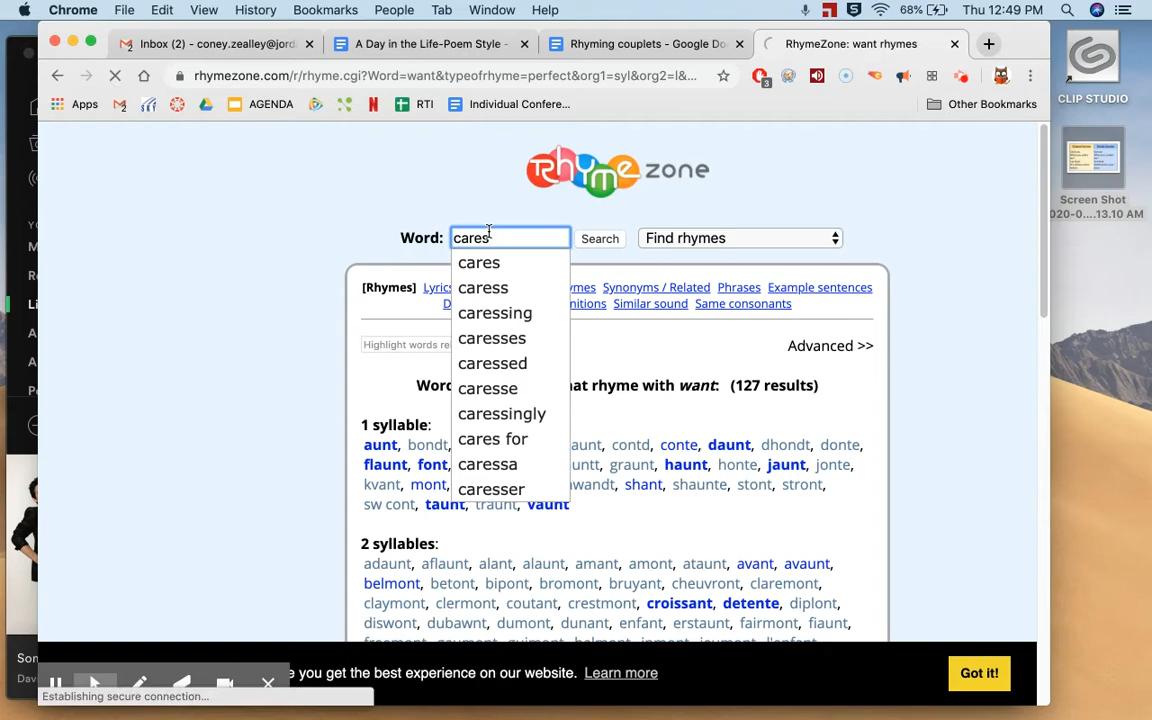 Chrome File Edit View History Bookmarks People Tab Window Help 68% Thu 12:49 PM
Inbox (2) - coney.zealley@jord A Day in the Life-Poem Style - Rhyming couplets - Google Do RhymeZone: want rhymes
rhymezone.com/r/rhyme.cgi?Word=want&typeofrhyme=perfect&org1=syl&org2=l&... 3
Apps AGENDA RTI Individual Confere... Other Bookmarks
CLIP STUDIO
Screen Shot
020-0...13.10 AM
Rhyme zone
Word: cares Search Find rhymes
cares
caress
caressing
caresses
caressed
caresse
caressingly
cares for
caressa
caresser
[Rhymes] Lyrics ymes Synonyms / Related Phrases Example sentences
D nitions Similar sound Same consonants
Highlight words re Advanced >>
Word hat rhyme with want: (127 results)
1 syllable:
aunt, bondt, aunt, contd, conte, daunt, dhondt, donte,
flaunt, font, untt, graunt, haunt, honte, jaunt, jonte,
kvant, mont, wandt, shant, shaunte, stont, stront,
sw cont, taunt, traunt, vaunt
2 syllables:
adaunt, aflaunt, alant, alaunt, amant, amont, ataunt, avant, avaunt,
belmont, betont, bipont, bromont, bruyant, cheuvront, claremont,
claymont, clermont, coutant, crestmont, croissant, detente, diplont,
diswont, dubawnt, dumont, dunant, enfant, erstaunt, fairmont, fiaunt,
e you get the best experience on our website. Learn more Got it!
Establishing secure connection...
Y
R
Li
A
A
P
Son
Dav